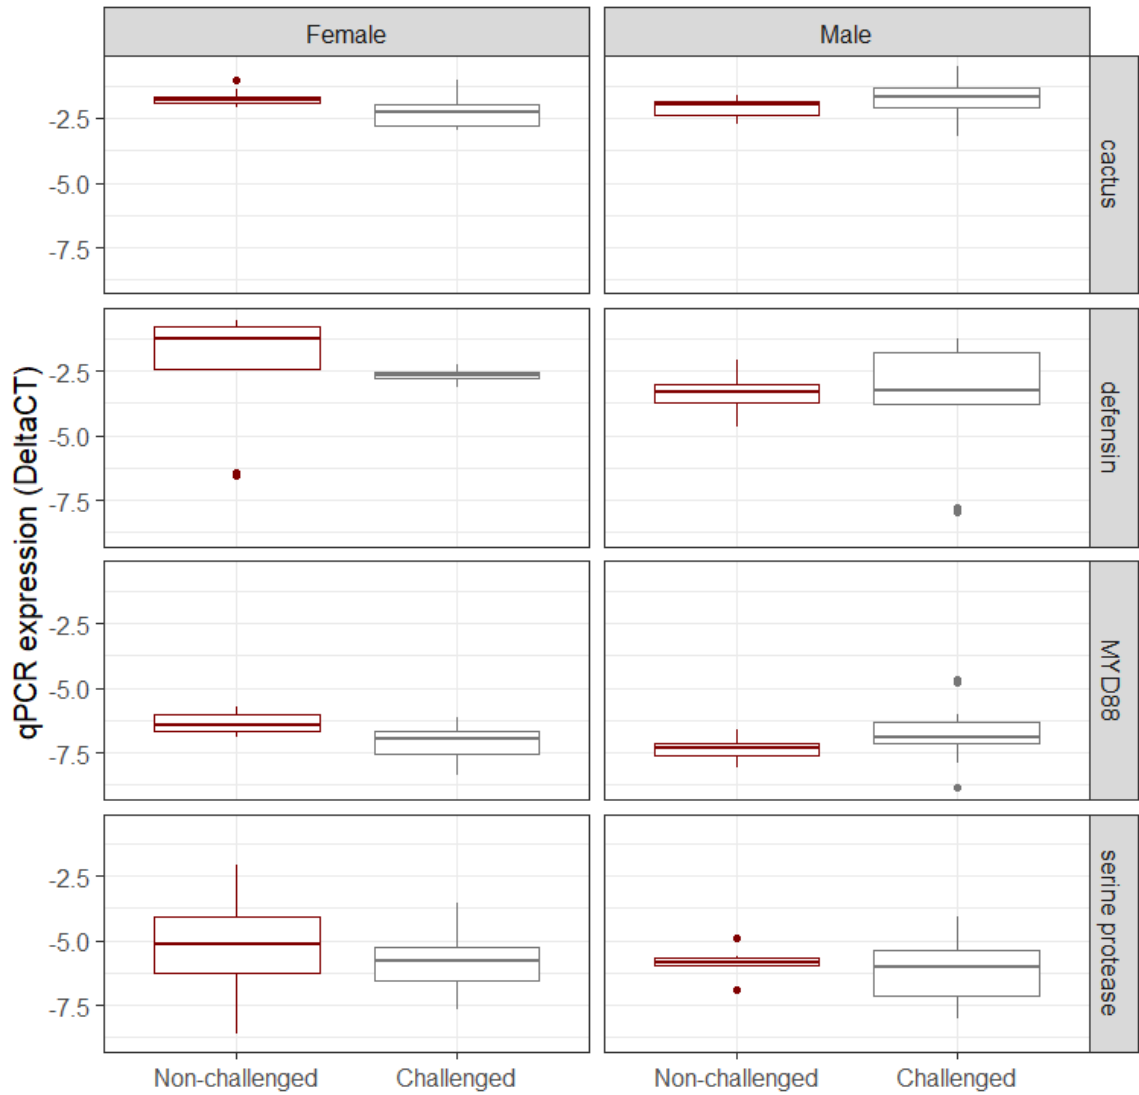 Female
Male
qPCR expression (DeltaCT)
-2.5
-5.0
-7.5
cactus
-2.5
-5.0
-7.5
defensin
-2.5
-5.0
-7.5
MYD88
-2.5
-5.0
-7.5
serine protease
Non-challenged
Challenged
Non-challenged
Challenged